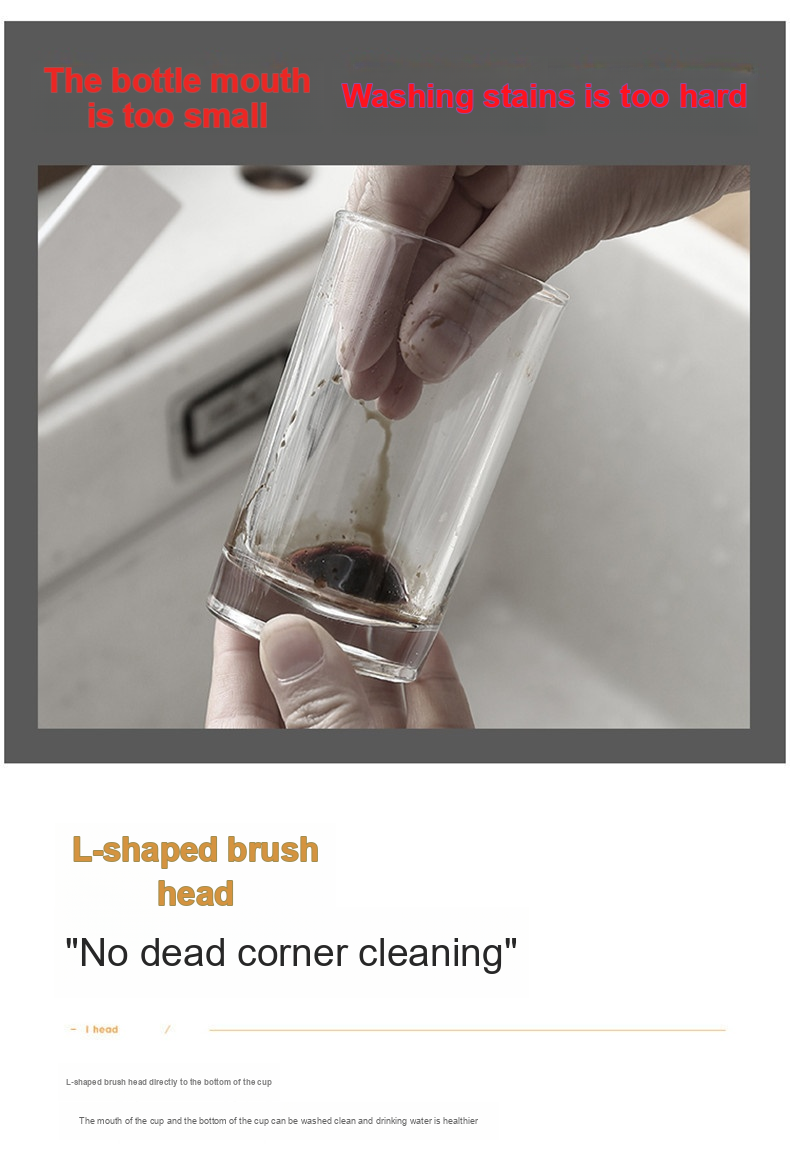 The bottle mouth
is too small
Washing stains is too hard
L-shaped brush
head
"No dead corner cleaning"
– I head /
L-shaped brush head directly to the bottom of the cup
The mouth of the cup and the bottom of the cup can be washed clean and drinking water is healthier